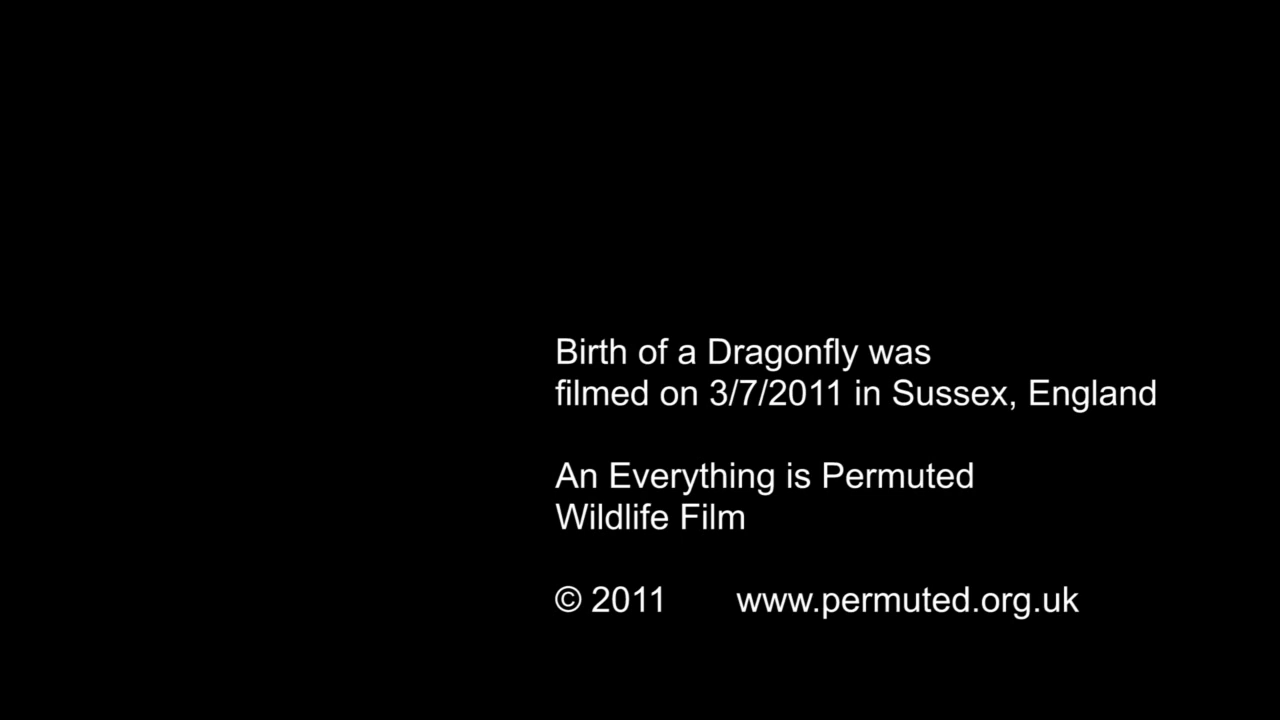 Birth of a Dragonfly was
filmed on 3/7/2011 in Sussex, England
An Everything is Permuted
Wildlife Film
© 2011 www.permuted.org.uk